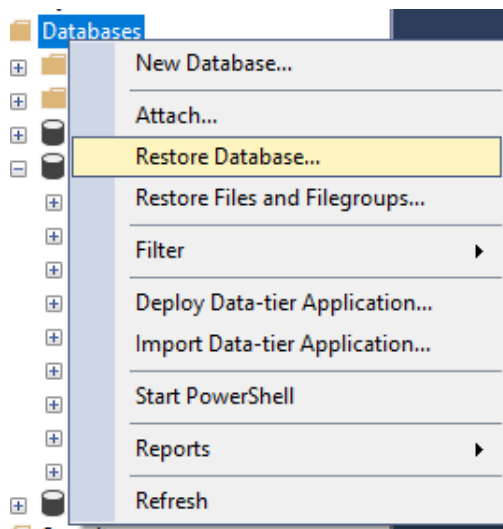 Databases
New Database...
Attach...
Restore Database...
Restore Files and Filegroups...
Filter
Deploy Data-tier Application...
Import Data-tier Application...
Start PowerShell
Reports
Refresh